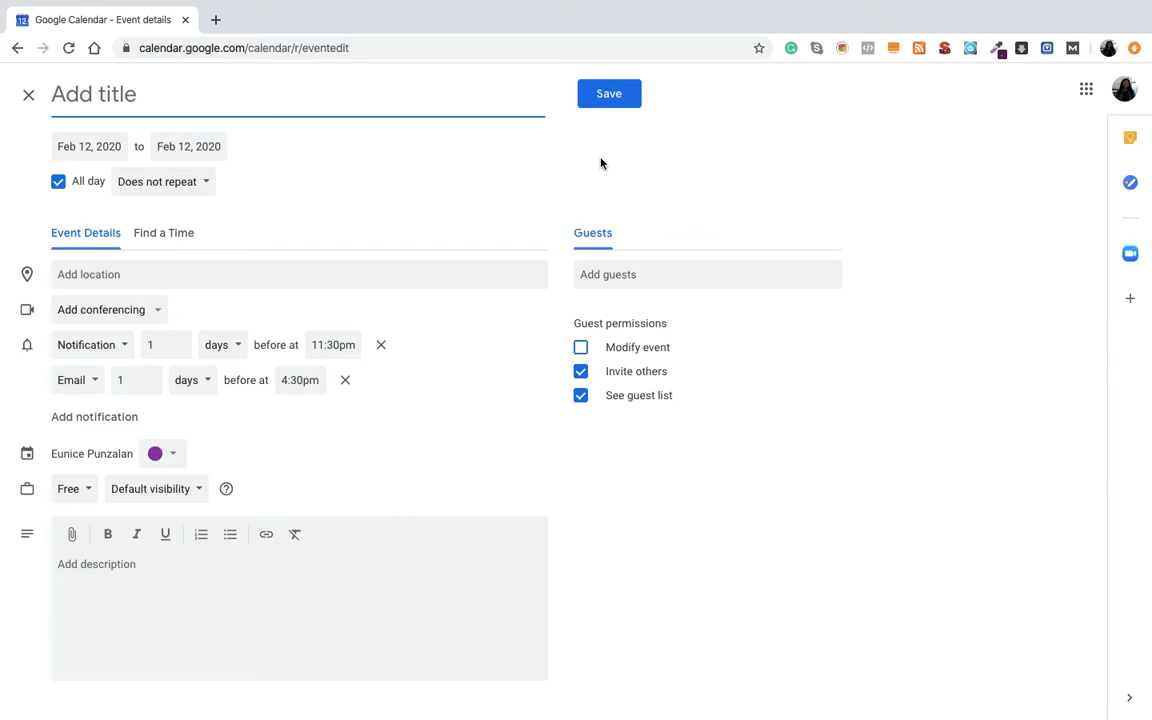 Google Calendar - Event details
calendar.google.com/calendar/r/eventedit
Add title
Save
Feb 12, 2020 to Feb 12, 2020
All day Does not repeat
Event Details Find a Time
Guests
Add location
Add guests
Add conferencing
Guest permissions
Notification 1 days before at 11:30pm
Modify event
Invite others
Email 1 days before at 4:30pm
See guest list
Add notification
Eunice Punzalan
Free Default visibility
B I U
Add description